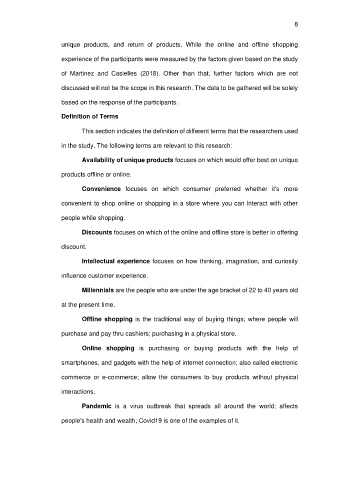 8
unique products, and return of products. While the online and offline shopping
experience of the participants were measured by the factors given based on the study
of Martinez and Casielles (2018). Other than that, further factors which are not
discussed will not be the scope in this research. The data to be gathered will be solely
based on the response of the participants.
Definition of Terms
This section indicates the definition of different terms that the researchers used
in the study. The following terms are relevant to this research:
Availability of unique products focuses on which would offer best on unique
products offline or online.
Convenience focuses on which consumer preferred whether it's more
convenient to shop online or shopping in a store where you can interact with other
people while shopping.
Discounts focuses on which of the online and offline store is better in offering
discount.
Intellectual experience focuses on how thinking, imagination, and curiosity
influence customer experience.
Millennials are the people who are under the age bracket of 22 to 40 years old
at the present time.
Offline shopping is the traditional way of buying things; where people will
purchase and pay thru cashiers; purchasing in a physical store.
Online shopping is purchasing or buying products with the help of
smartphones, and gadgets with the help of internet connection; also called electronic
commerce or e-commerce; allow the consumers to buy products without physical
interactions.
Pandemic is a virus outbreak that spreads all around the world; affects
people's health and wealth; Covid19 is one of the examples of it.